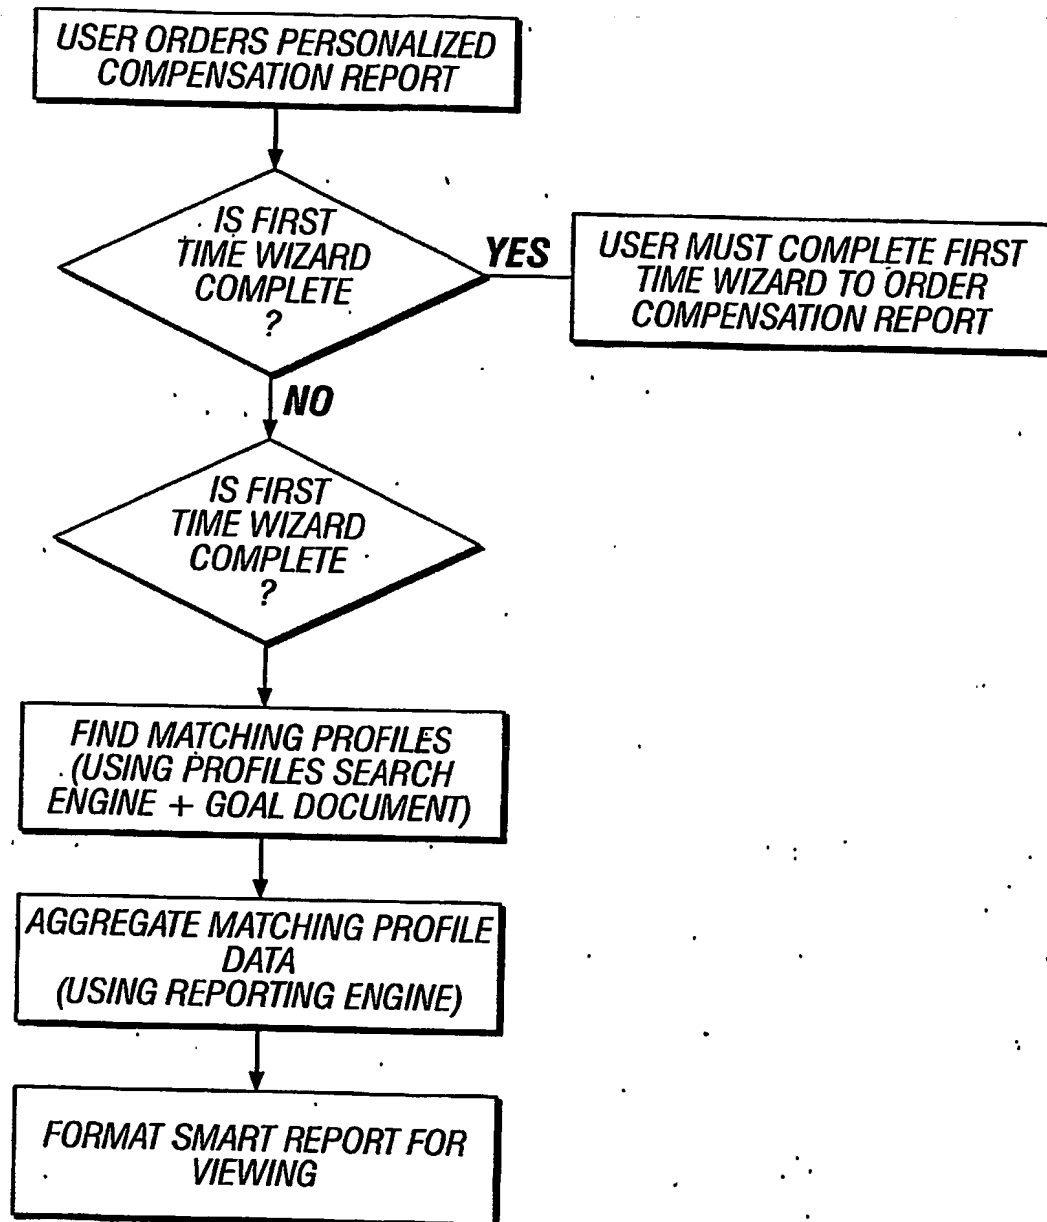 USER ORDERS PERSONALIZED
COMPENSATION REPORT
IS FIRST
TIME WIZARD
COMPLETE
?
YES
USER MUST COMPLETE FIRST
TIME WIZARD TO ORDER
COMPENSATION REPORT
NO
IS FIRST
TIME WIZARD
COMPLETE
?
FIND MATCHING PROFILES
(USING PROFILES SEARCH
ENGINE + GOAL DOCUMENT)
AGGREGATE MATCHING PROFILE
DATA
(USING REPORTING ENGINE)
FORMAT SMART REPORT FOR
VIEWING